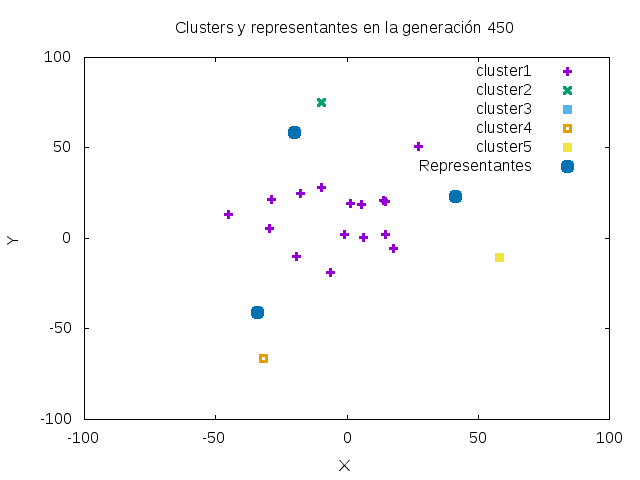 Clusters y representantes en la generación 450
100
50
0
-50
-100
-100
-50
0
50
100
Y
X
cluster1
cluster2
cluster3
cluster4
cluster5
Representantes